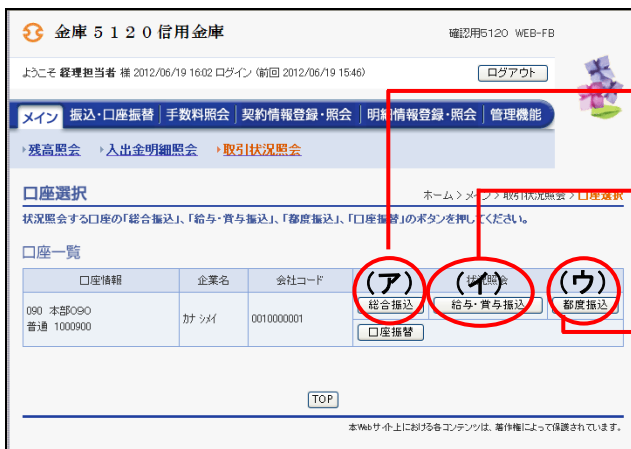 金庫5120信用金庫
確認用5120 WEB-FB
ようこそ 経理担当者 様 2012/06/19 16:02 ログイン (前回 2012/06/19 15:46)
ログアウト
メイン 振込・口座振替 手数料照会 契約情報登録・照会 明細情報登録・照会 管理機能
残高照会 入出金明細照会 取引状況照会
口座選択
ホーム > メイン > 取引状況照会 > 口座選択
状況照会する口座の「総合振込」、「給与・賞与振込」、「都度振込」、「口座振替」のボタンを押してください。
口座一覧
口座情報 企業名 会社コード 状況照会
(ア) (イ) (ウ)
090 本部090
普通 1000900
カナ シメイ
0010000001
総合振込 給与・賞与振込 都度振込
口座振替
TOP
本Webサイト上における各コンテンツは、著作権によって保護されています。